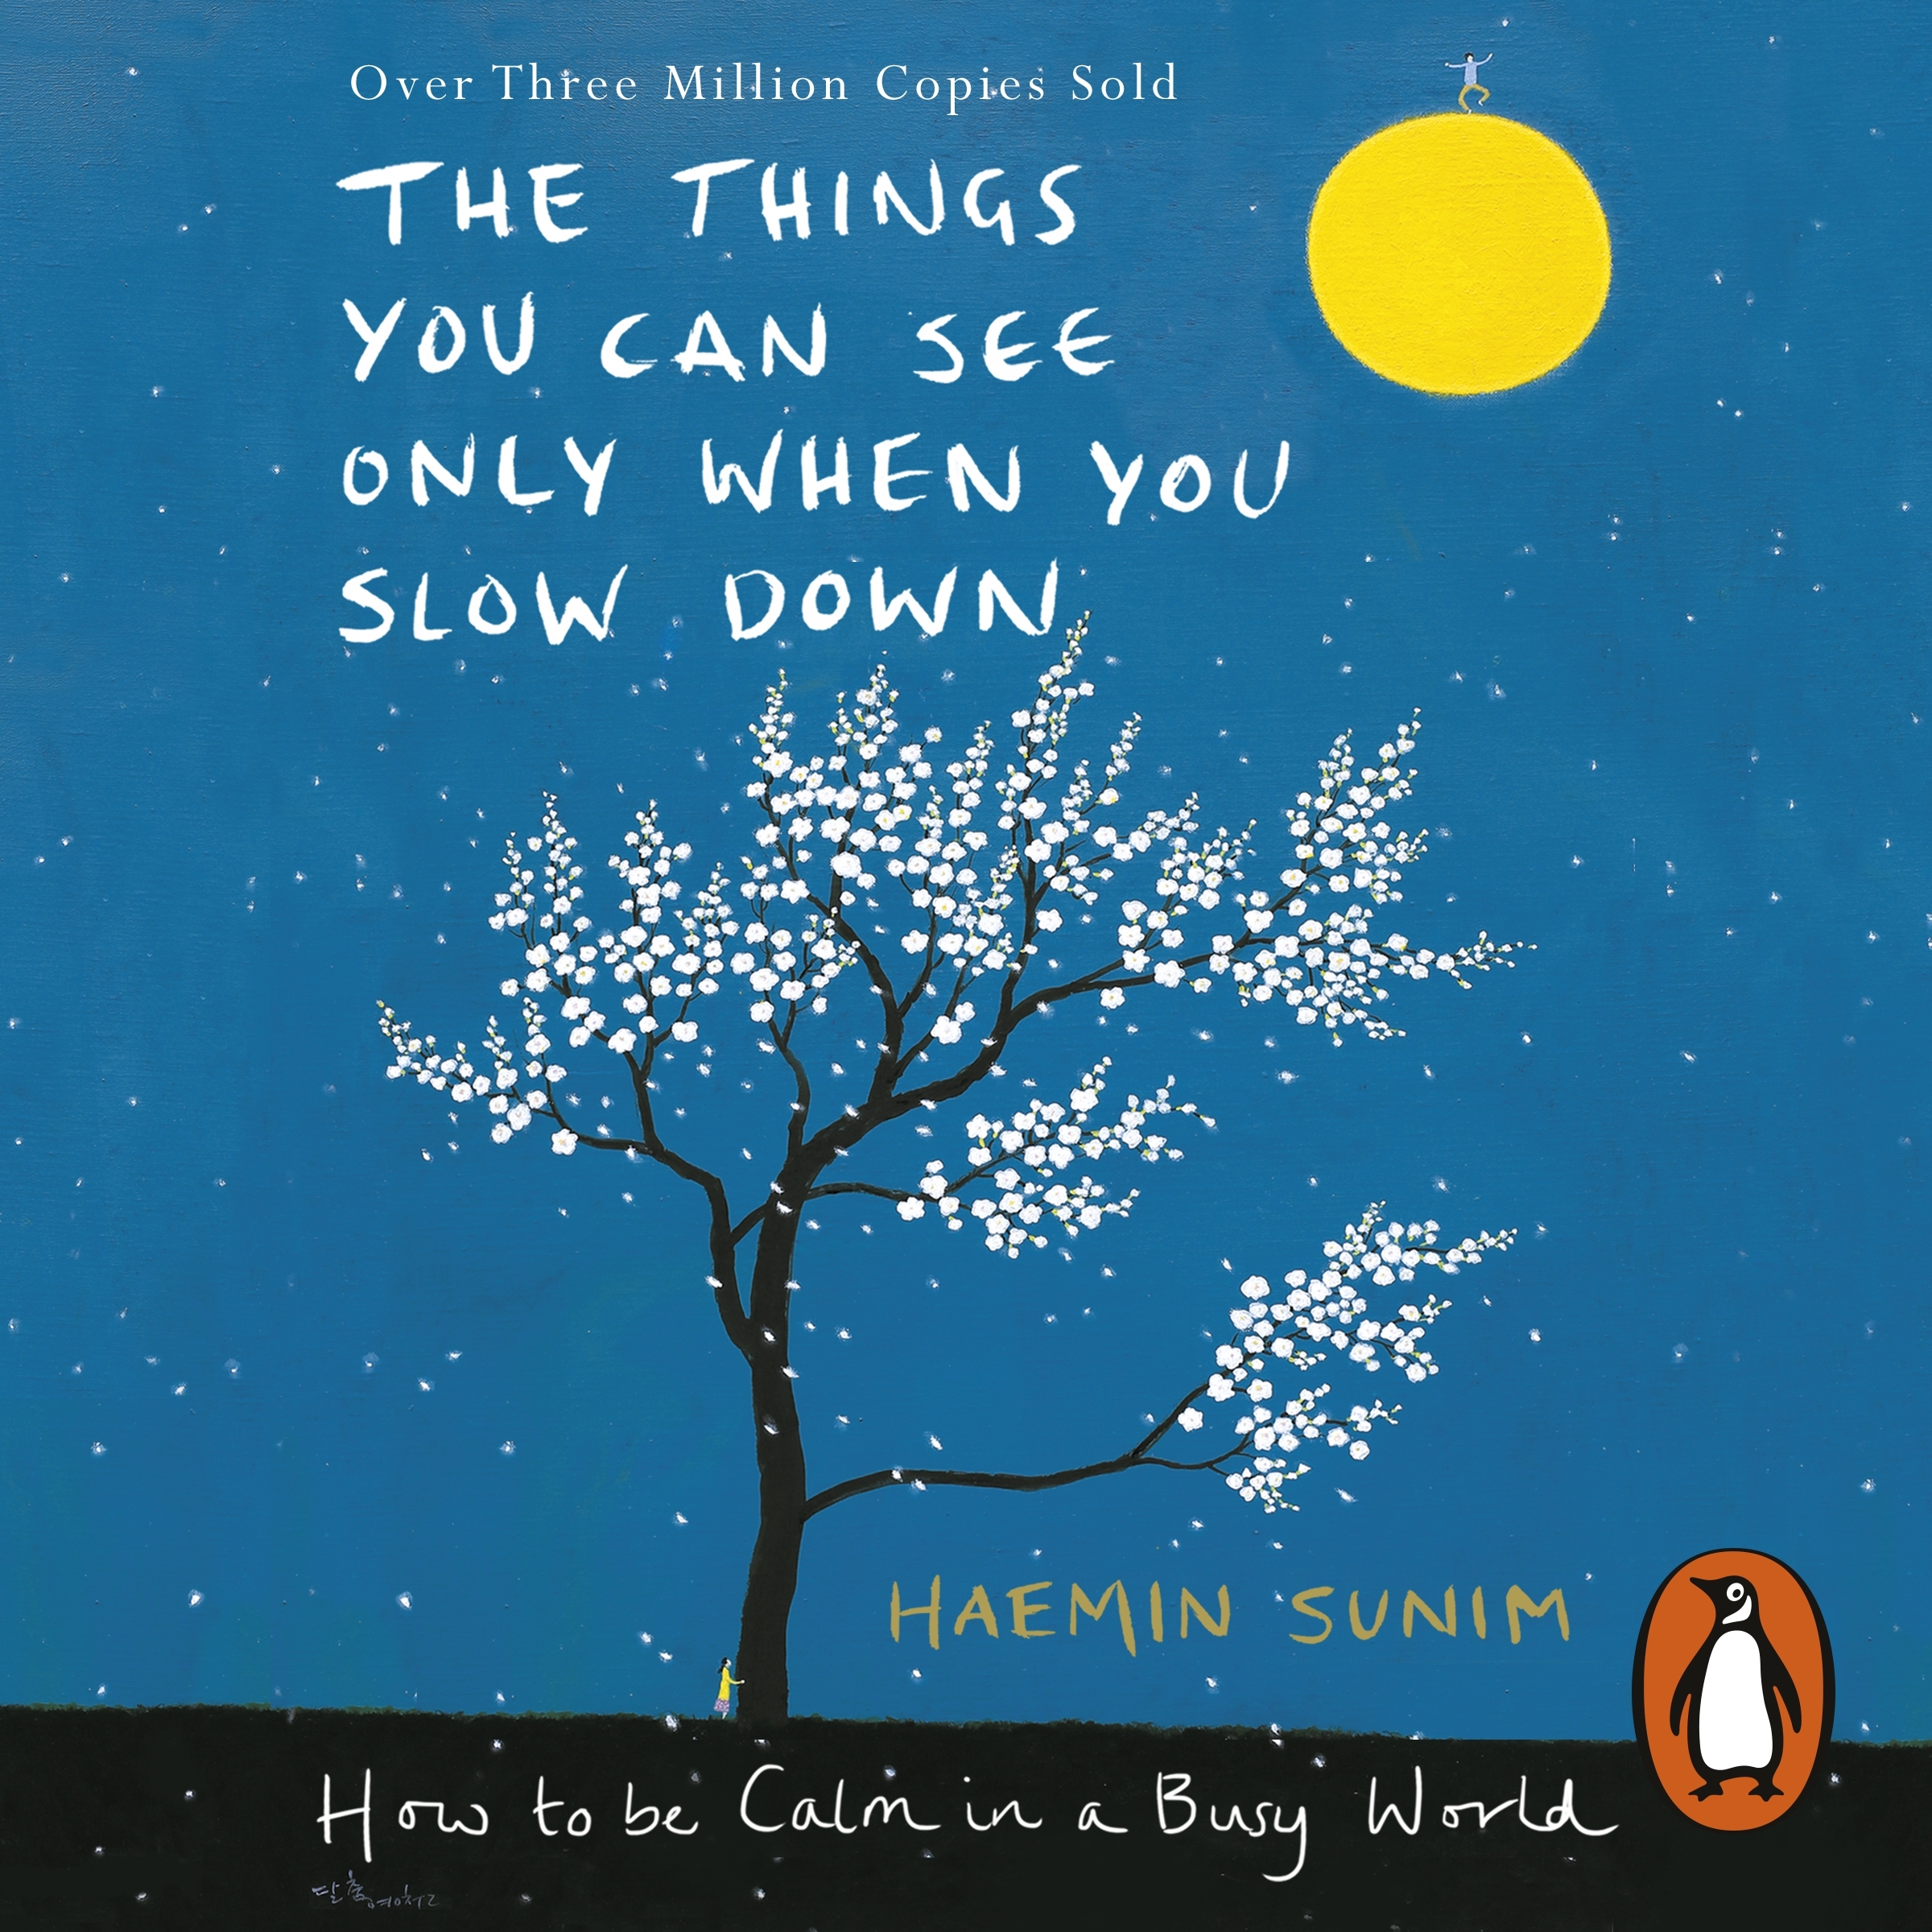 Over Three Million Copies Sold
THE THINGS
YOU CAN SEE
ONLY WHEN YOU
SLOW DOWN
HAEMIN SUNIM
How to be Calm in a Busy World